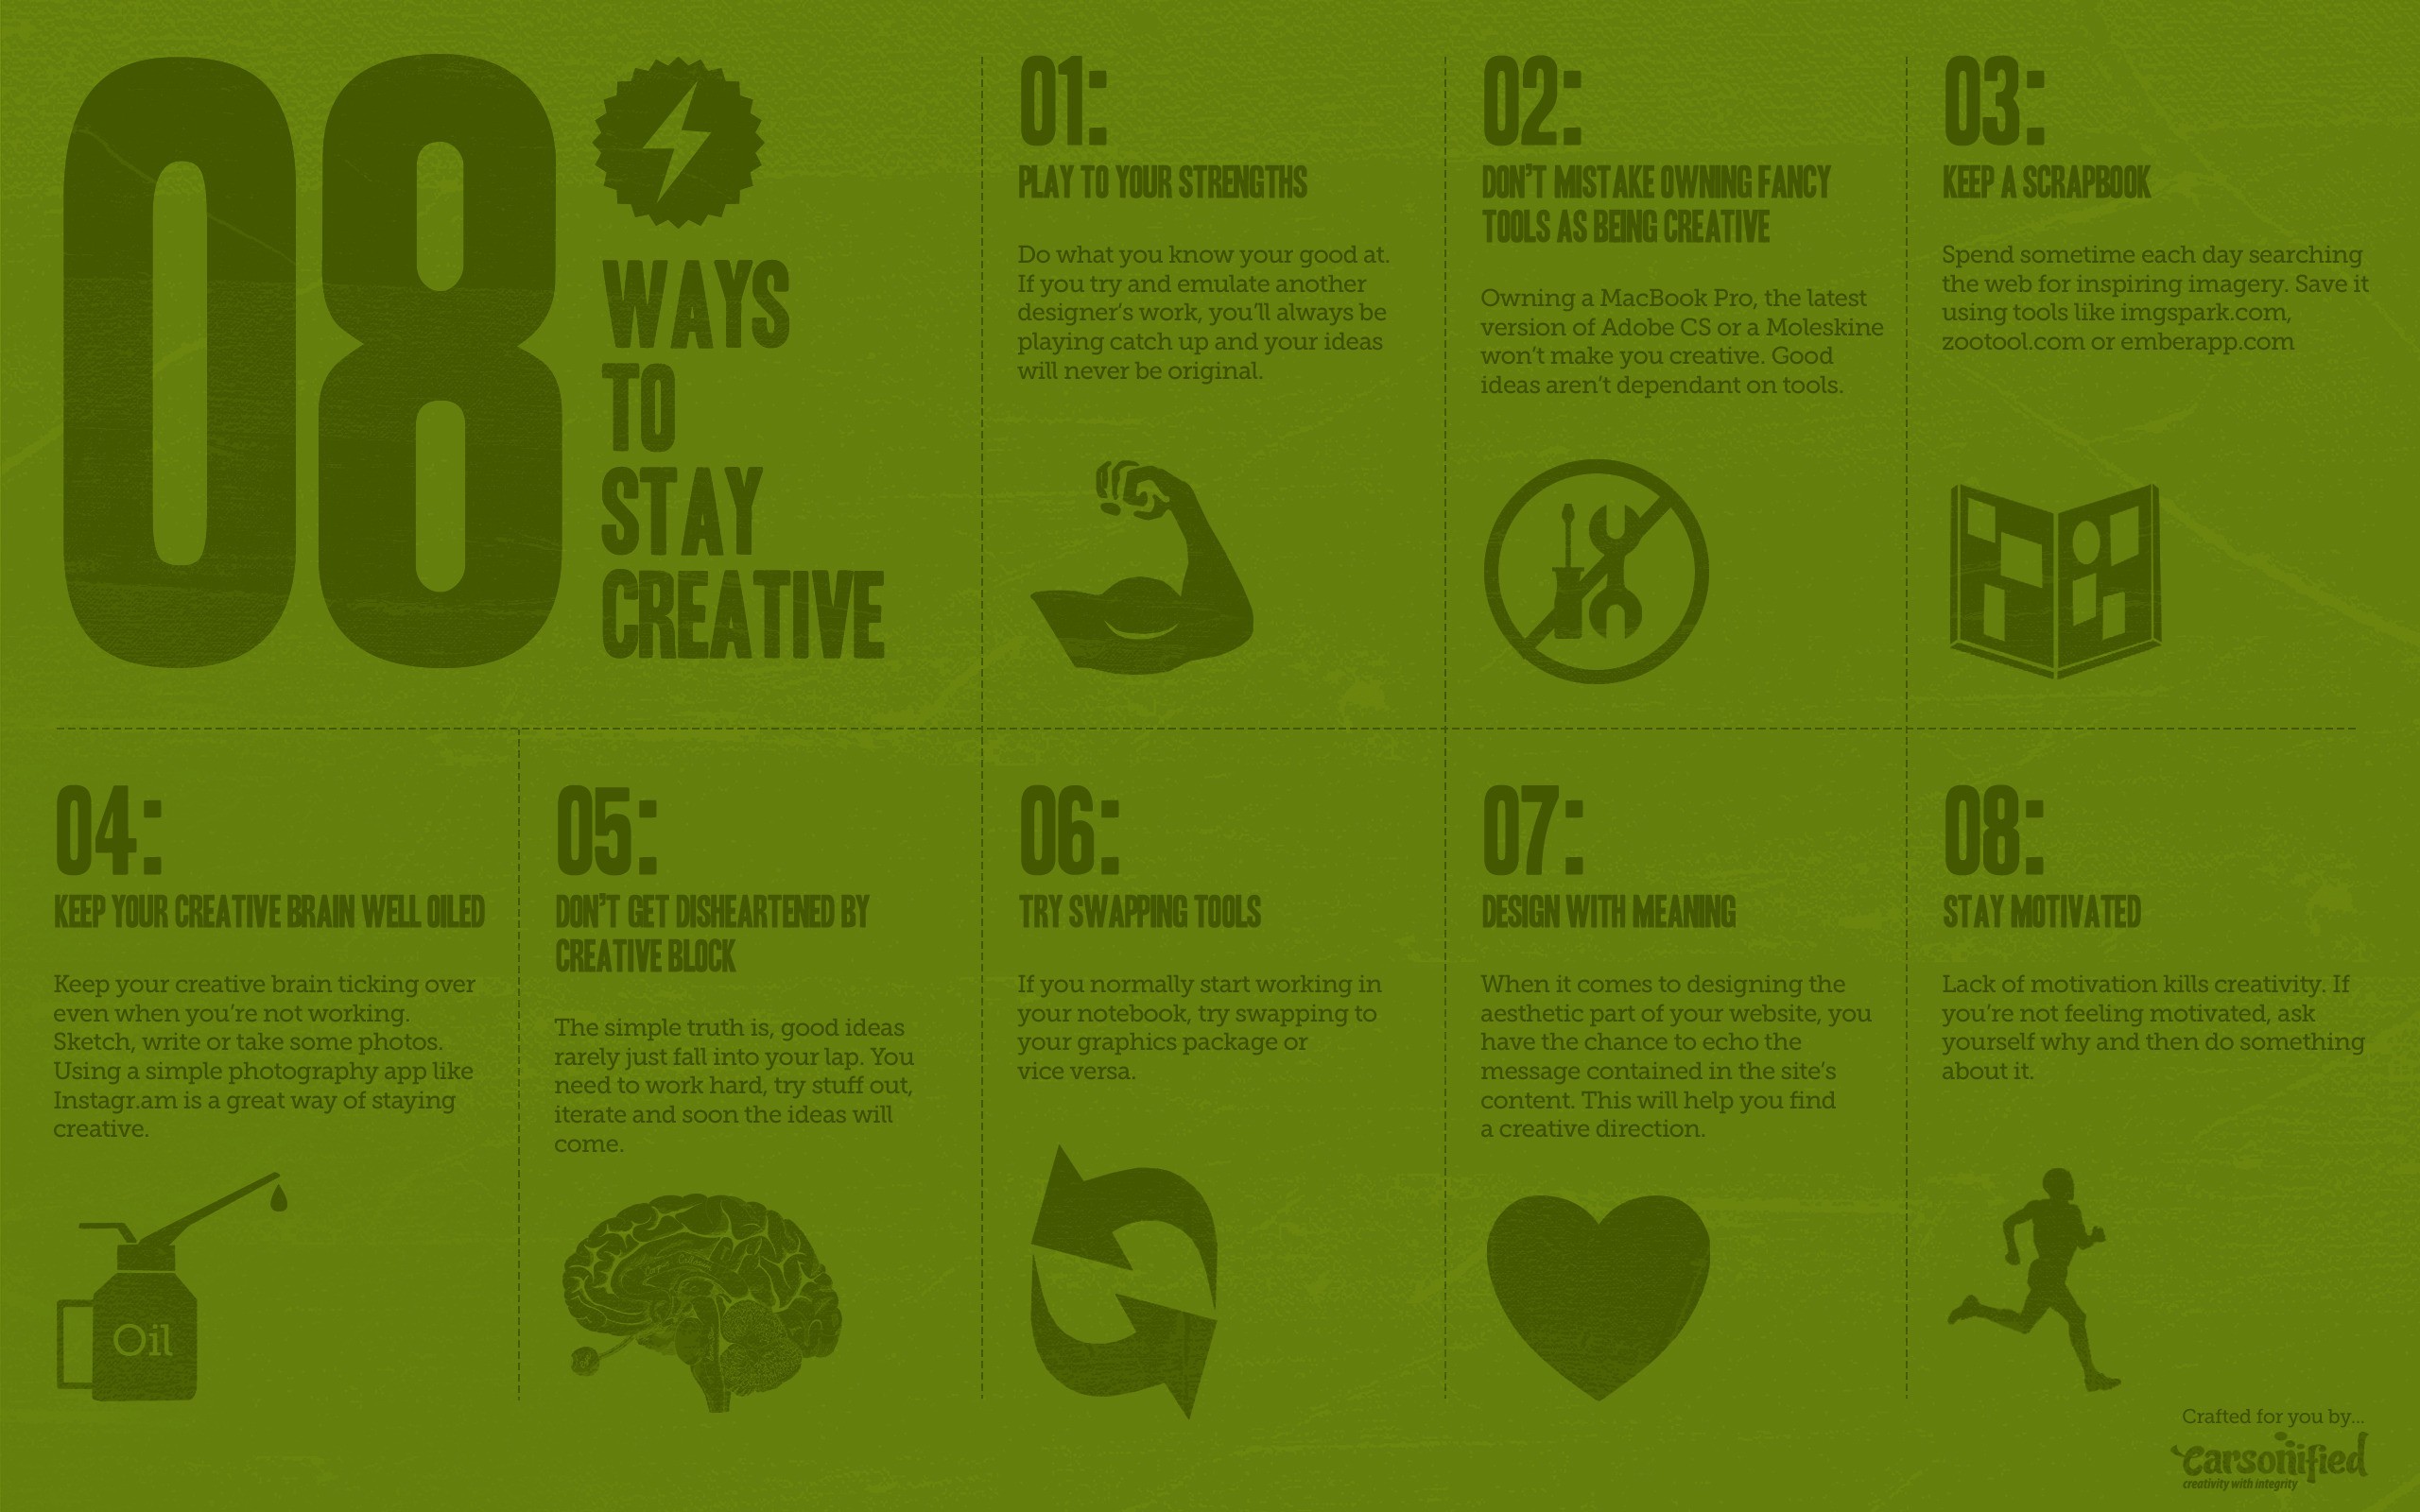 08
WAYS
TO
STAY
CREATIVE
01:
PLAY TO YOUR STRENGTHS
Do what you know your good at.
If you try and emulate another
designer's work, you'll always be
playing catch up and your ideas
will never be original.
02:
DON'T MISTAKE OWNING FANCY
TOOLS AS BEING CREATIVE
Owning a MacBook Pro, the latest
version of Adobe CS or a Moleskine
won't make you creative. Good
ideas aren't dependant on tools.
03:
KEEP A SCRAPBOOK
Spend sometime each day searching
the web for inspiring imagery. Save it
using tools like imgspark.com,
zootool.com or emberapp.com
04:
KEEP YOUR CREATIVE BRAIN WELL OILED
Keep your creative brain ticking over
even when you're not working.
Sketch, write or take some photos.
Using a simple photography app like
Instagr.am is a great way of staying
creative.
Oil
05:
DON'T GET DISHEARTENED BY
CREATIVE BLOCK
The simple truth is, good ideas
rarely just fall into your lap. You
need to work hard, try stuff out,
iterate and soon the ideas will
come.
06:
TRY SWAPPING TOOLS
If you normally start working in
your notebook, try swapping to
your graphics package or
vice versa.
07:
DESIGN WITH MEANING
When it comes to designing the
aesthetic part of your website, you
have the chance to echo the
message contained in the site's
content. This will help you find
a creative direction.
08:
STAY MOTIVATED
Lack of motivation kills creativity. If
you're not feeling motivated, ask
yourself why and then do something
about it.
Crafted for you by...
Carsonified
creativity with integrity